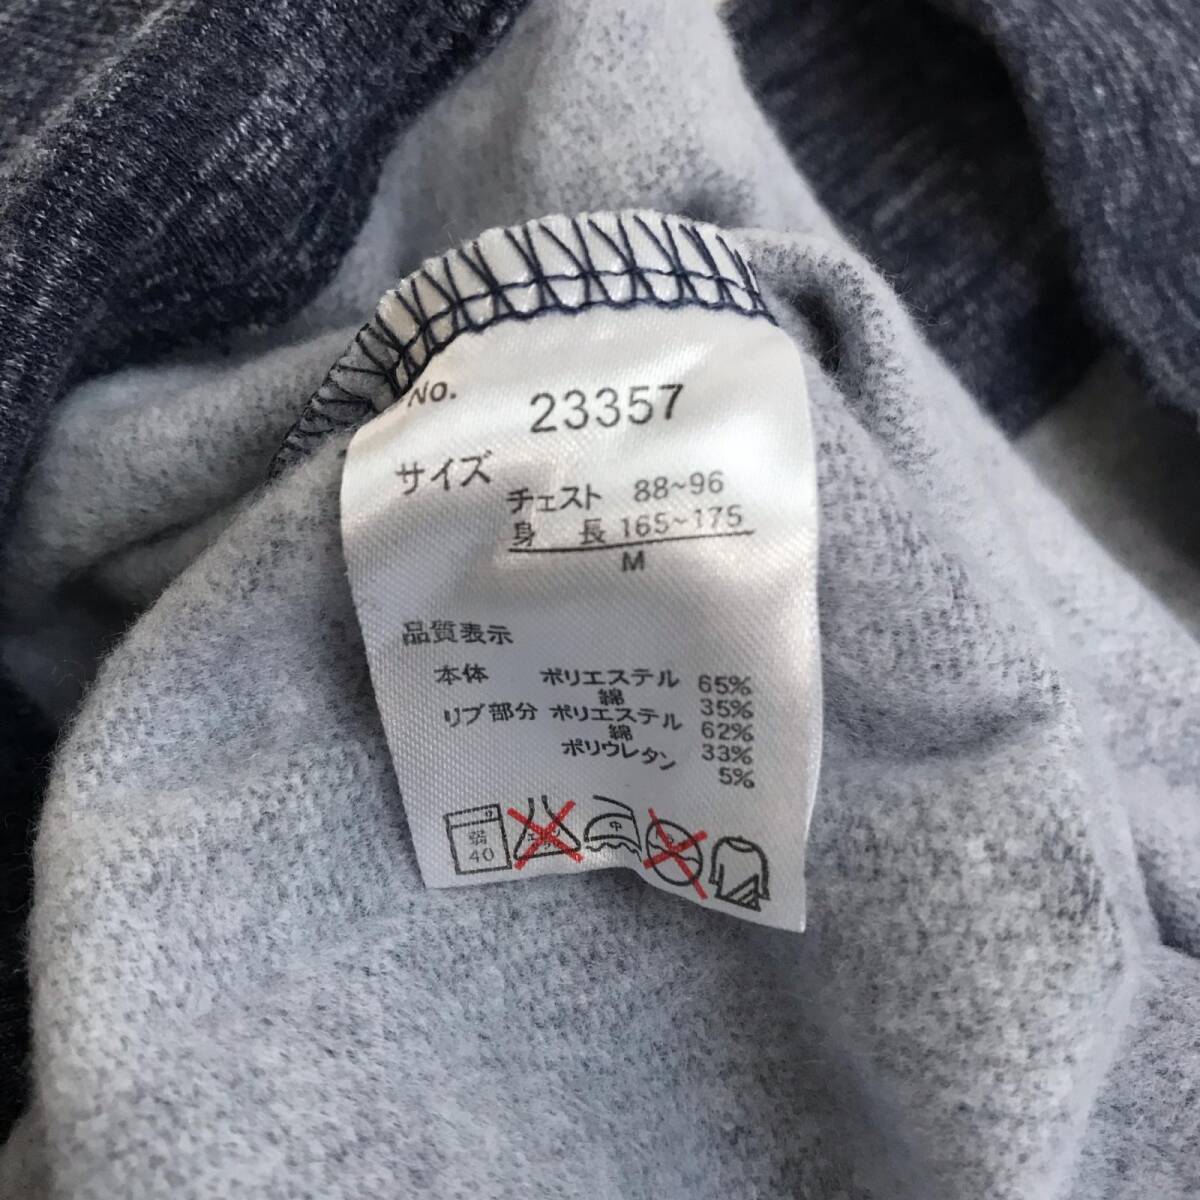 No. 23357
サイズ
チェスト 88~96
身 長 165~175
M
品質表示
本体 ポリエステル 65%
綿 35%
リブ部分 ポリエステル 62%
綿 33%
ポリウレタン 5%
弱
40
中